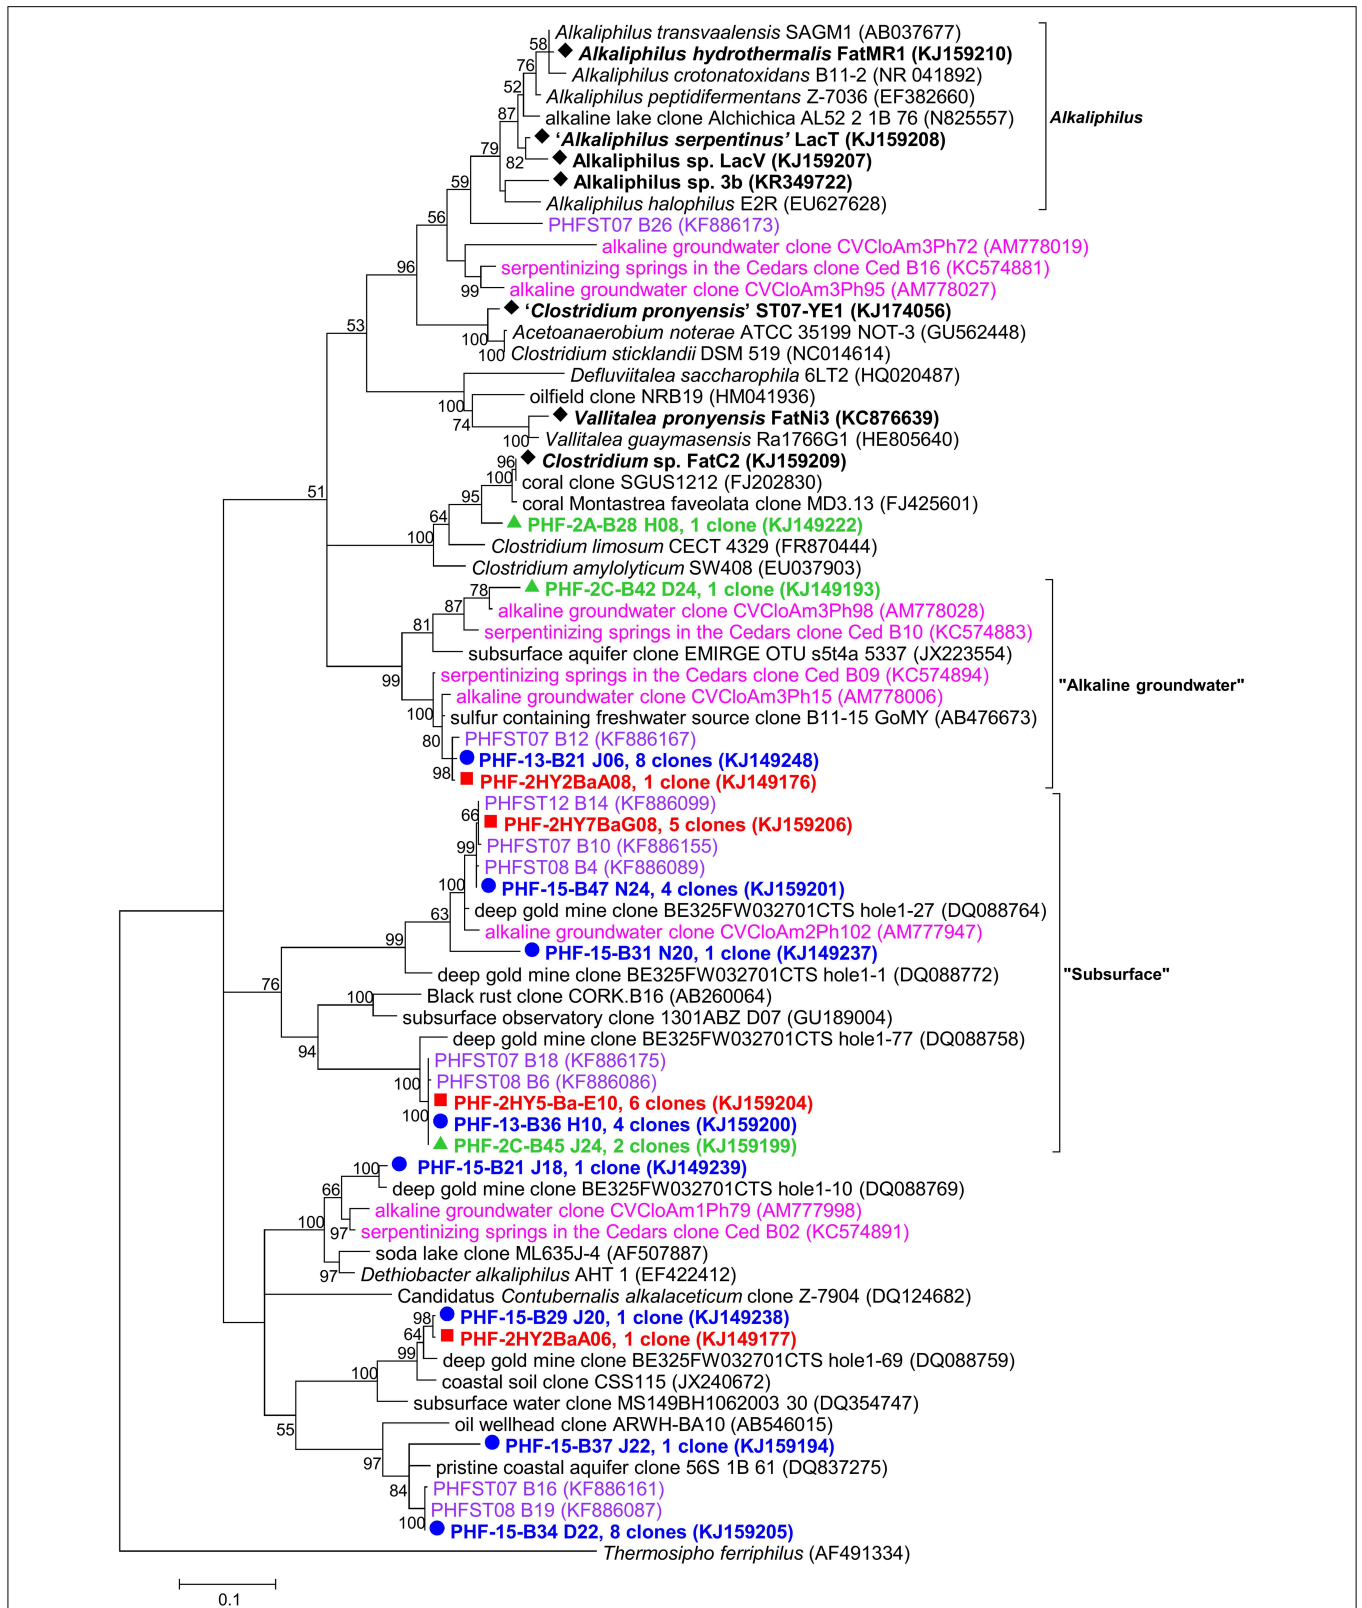 Alkaliphilus transvaalensis SAGM1 (AB037677)
58
Alkaliphilus hydrothermalis FatMR1 (KJ159210)
76
Alkaliphilus crotonatoxidans B11-2 (NR 041892)
52
Alkaliphilus peptidifermentans Z-7036 (EF382660)
87
alkaline lake clone Alchichica AL52 2 1B 76 (N825557)
Alkaliphilus
‘Alkaliphilus serpentinus’ LacT (KJ159208)
79
82
Alkaliphilus sp. LacV (KJ159207)
59
Alkaliphilus sp. 3b (KR349722)
Alkaliphilus halophilus E2R (EU627628)
56
PHFST07 B26 (KF886173)
alkaline groundwater clone CVCloAm3Ph72 (AM778019)
96
serpentinizing springs in the Cedars clone Ced B16 (KC574881)
99
alkaline groundwater clone CVCloAm3Ph95 (AM778027)
‘Clostridium pronyensis’ ST07-YE1 (KJ174056)
53
100
Acetoanaerobium noterae ATCC 35199 NOT-3 (GU562448)
100
Clostridium sticklandii DSM 519 (NC014614)
Defluviitalea saccharophila 6LT2 (HQ020487)
oilfield clone NRB19 (HM041936)
100
74
Vallitalea pronyensis FatNi3 (KC876639)
100
Vallitalea guaymasensis Ra1766G1 (HE805640)
96
Clostridium sp. FatC2 (KJ159209)
100
coral clone SGUS1212 (FJ202830)
51
95
coral Montastrea faveolata clone MD3.13 (FJ425601)
64
PHF-2A-B28 H08, 1 clone (KJ149222)
100
Clostridium limosum CECT 4329 (FR870444)
Clostridium amylolyticum SW408 (EU037903)
78
PHF-2C-B42 D24, 1 clone (KJ149193)
87
alkaline groundwater clone CVCloAm3Ph98 (AM778028)
81
serpentinizing springs in the Cedars clone Ced B10 (KC574883)
subsurface aquifer clone EMIRGE OTU s5t4a 5337 (JX223554)
99
serpentinizing springs in the Cedars clone Ced B09 (KC574894)
"Alkaline groundwater"
alkaline groundwater clone CVCloAm3Ph15 (AM778006)
100
sulfur containing freshwater source clone B11-15 GoMY (AB476673)
80
PHFST07 B12 (KF886167)
PHF-13-B21 J06, 8 clones (KJ149248)
98
PHF-2HY2BaA08, 1 clone (KJ149176)
PHFST12 B14 (KF886099)
66
PHF-2HY7BaG08, 5 clones (KJ159206)
99
PHFST07 B10 (KF886155)
PHFST08 B4 (KF886089)
100
PHF-15-B47 N24, 4 clones (KJ159201)
63
deep gold mine clone BE325FW032701CTS hole1-27 (DQ088764)
alkaline groundwater clone CVCloAm2Ph102 (AM777947)
99
PHF-15-B31 N20, 1 clone (KJ149237)
deep gold mine clone BE325FW032701CTS hole1-1 (DQ088772)
"Subsurface"
76
100
Black rust clone CORK.B16 (AB260064)
subsurface observatory clone 1301ABZ D07 (GU189004)
94
deep gold mine clone BE325FW032701CTS hole1-77 (DQ088758)
PHFST07 B18 (KF886175)
100
PHFST08 B6 (KF886086)
PHF-2HY5-Ba-E10, 6 clones (KJ159204)
100
PHF-13-B36 H10, 4 clones (KJ159200)
PHF-2C-B45 J24, 2 clones (KJ159199)
100
PHF-15-B21 J18, 1 clone (KJ149239)
66
deep gold mine clone BE325FW032701CTS hole1-10 (DQ088769)
alkaline groundwater clone CVCloAm1Ph79 (AM777998)
100
97
serpentinizing springs in the Cedars clone Ced B02 (KC574891)
soda lake clone ML635J-4 (AF507887)
97
Dethiobacter alkaliphilus AHT 1 (EF422412)
Candidatus Contubernalis alkalaceticum clone Z-7904 (DQ124682)
98
PHF-15-B29 J20, 1 clone (KJ149238)
64
PHF-2HY2BaA06, 1 clone (KJ149177)
99
deep gold mine clone BE325FW032701CTS hole1-69 (DQ088759)
100
coastal soil clone CSS115 (JX240672)
subsurface water clone MS149BH1062003 30 (DQ354747)
55
oil wellhead clone ARWH-BA10 (AB546015)
PHF-15-B37 J22, 1 clone (KJ159194)
97
pristine coastal aquifer clone 56S 1B 61 (DQ837275)
84
PHFST07 B16 (KF886161)
PHFST08 B19 (KF886087)
100
PHF-15-B34 D22, 8 clones (KJ159205)
Thermosipho ferriphilus (AF491334)
0.1